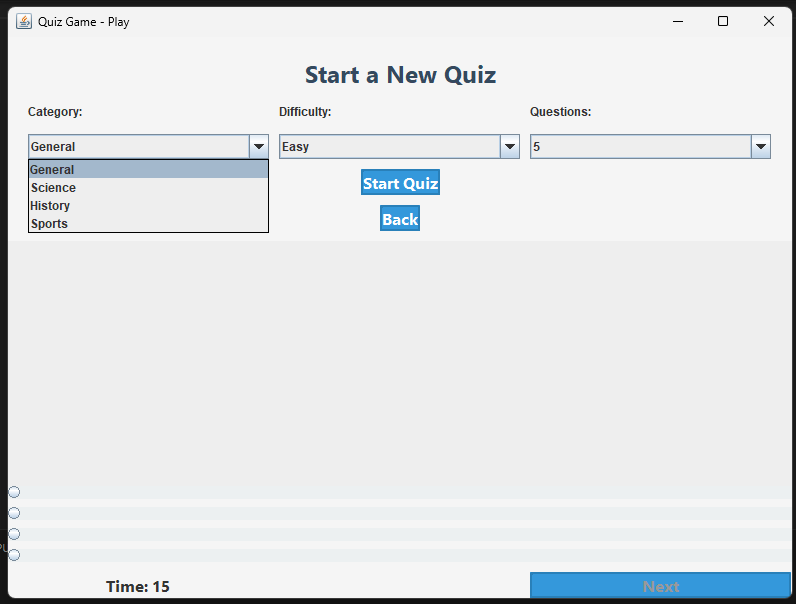 Quiz Game - Play
Start a New Quiz
Category: Difficulty: Questions:
General Easy 5
General
Science
History
Sports
Start Quiz
Back
Time: 15 Next